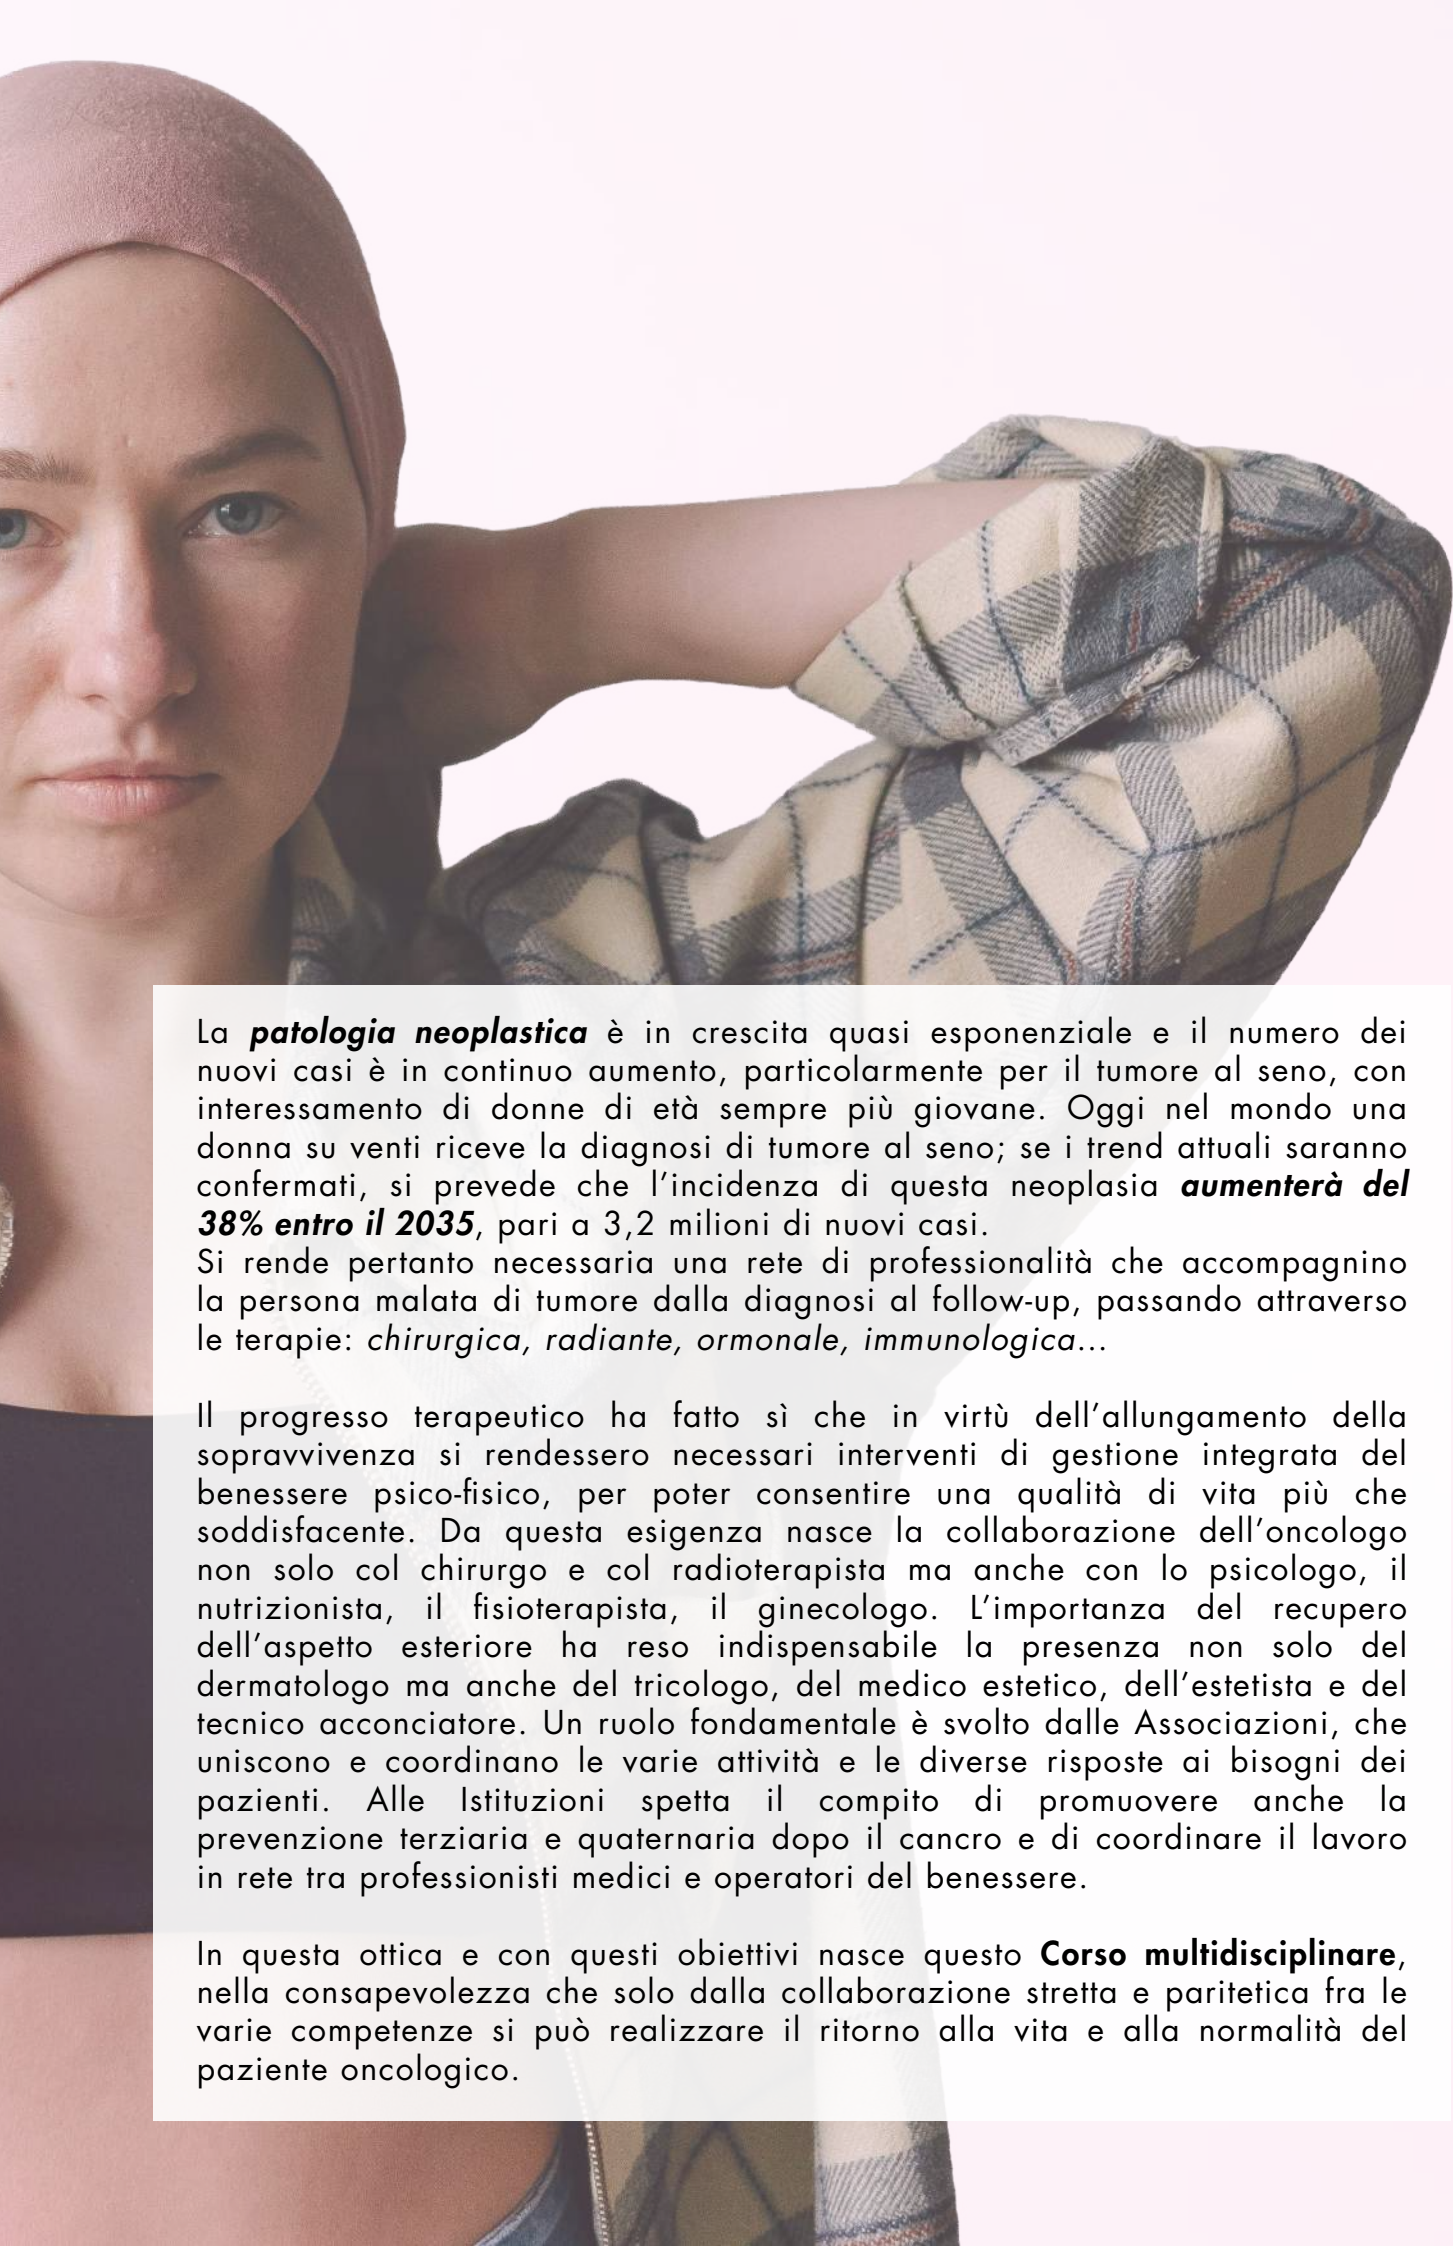 La patologia neoplastica è in crescita quasi esponenziale e il numero dei
nuovi casi è in continuo aumento, particolarmente per il tumore al seno, con
interessamento di donne di età sempre più giovane. Oggi nel mondo una
donna su venti riceve la diagnosi di tumore al seno; se i trend attuali saranno
confermati, si prevede che l’incidenza di questa neoplasia aumenterà del
38% entro il 2035, pari a 3,2 milioni di nuovi casi.
Si rende pertanto necessaria una rete di professionalità che accompagnino
la persona malata di tumore dalla diagnosi al follow-up, passando attraverso
le terapie: chirurgica, radiante, ormonale, immunologica...
Il progresso terapeutico ha fatto sì che in virtù dell’allungamento della
sopravvivenza si rendessero necessari interventi di gestione integrata del
benessere psico-fisico, per poter consentire una qualità di vita più che
soddisfacente. Da questa esigenza nasce la collaborazione dell’oncologo
non solo col chirurgo e col radioterapista ma anche con lo psicologo, il
nutrizionista, il fisioterapista, il ginecologo. L’importanza del recupero
dell’aspetto esteriore ha reso indispensabile la presenza non solo del
dermatologo ma anche del tricologo, del medico estetico, dell’estetista e del
tecnico acconciatore. Un ruolo fondamentale è svolto dalle Associazioni, che
uniscono e coordinano le varie attività e le diverse risposte ai bisogni dei
pazienti. Alle Istituzioni spetta il compito di promuovere anche la
prevenzione terziaria e quaternaria dopo il cancro e di coordinare il lavoro
in rete tra professionisti medici e operatori del benessere.
In questa ottica e con questi obiettivi nasce questo Corso multidisciplinare,
nella consapevolezza che solo dalla collaborazione stretta e paritetica fra le
varie competenze si può realizzare il ritorno alla vita e alla normalità del
paziente oncologico.